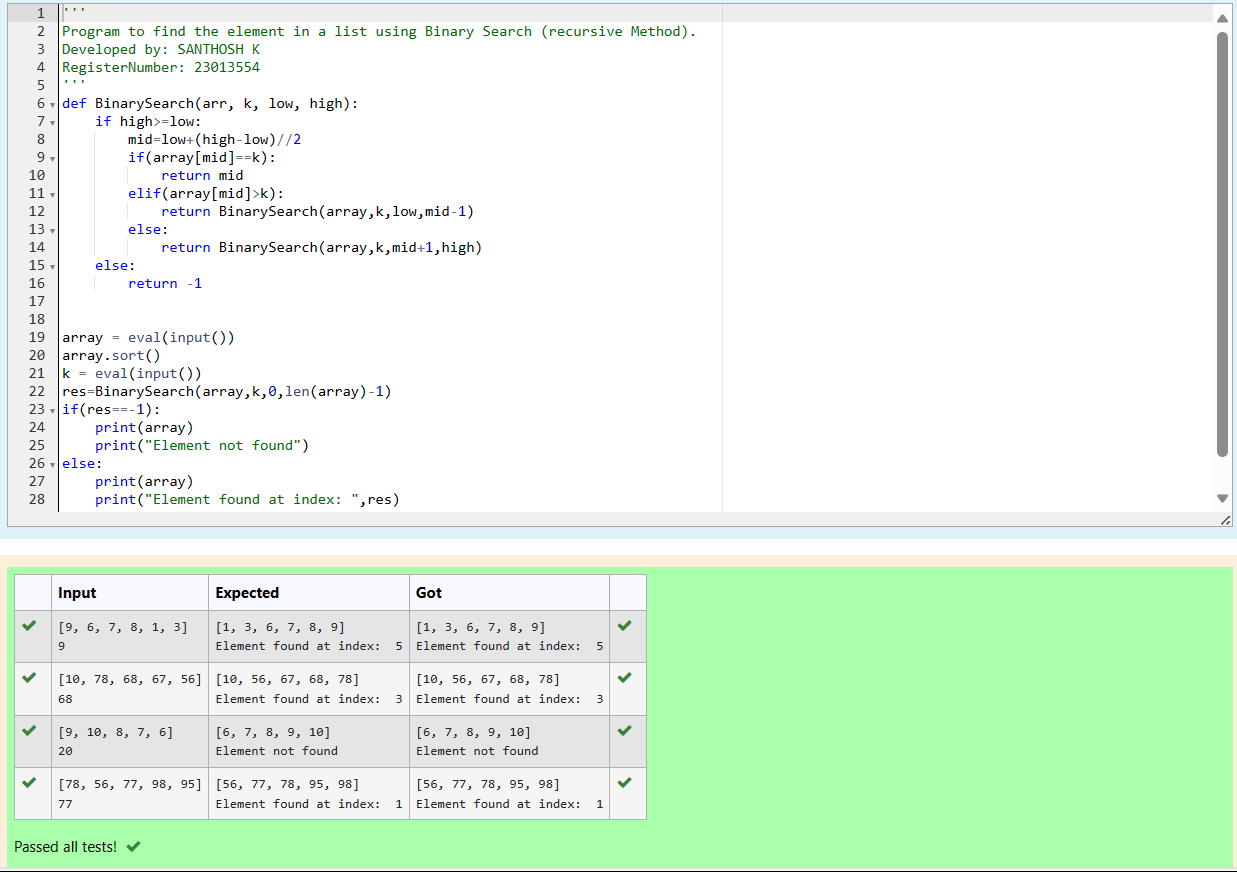 1 '''
2 Program to find the element in a list using Binary Search (recursive Method).
3 Developed by: SANTHOSH K
4 RegisterNumber: 23013554
5 '''
6 def BinarySearch(arr, k, low, high):
7     if high>=low:
8         mid=low+(high-low)//2
9         if(array[mid]==k):
10             return mid
11         elif(array[mid]>k):
12             return BinarySearch(array,k,low,mid-1)
13         else:
14             return BinarySearch(array,k,mid+1,high)
15     else:
16         return -1
17
18
19 array = eval(input())
20 array.sort()
21 k = eval(input())
22 res=BinarySearch(array,k,0,len(array)-1)
23 if(res==-1):
24     print(array)
25     print("Element not found")
26 else:
27     print(array)
28     print("Element found at index: ",res)
Input Expected Got
[9, 6, 7, 8, 1, 3] [1, 3, 6, 7, 8, 9] [1, 3, 6, 7, 8, 9]
9 Element found at index:  5 Element found at index:  5
[10, 78, 68, 67, 56] [10, 56, 67, 68, 78] [10, 56, 67, 68, 78]
68 Element found at index:  3 Element found at index:  3
[9, 10, 8, 7, 6] [6, 7, 8, 9, 10] [6, 7, 8, 9, 10]
20 Element not found Element not found
[78, 56, 77, 98, 95] [56, 77, 78, 95, 98] [56, 77, 78, 95, 98]
77 Element found at index:  1 Element found at index:  1
Passed all tests!